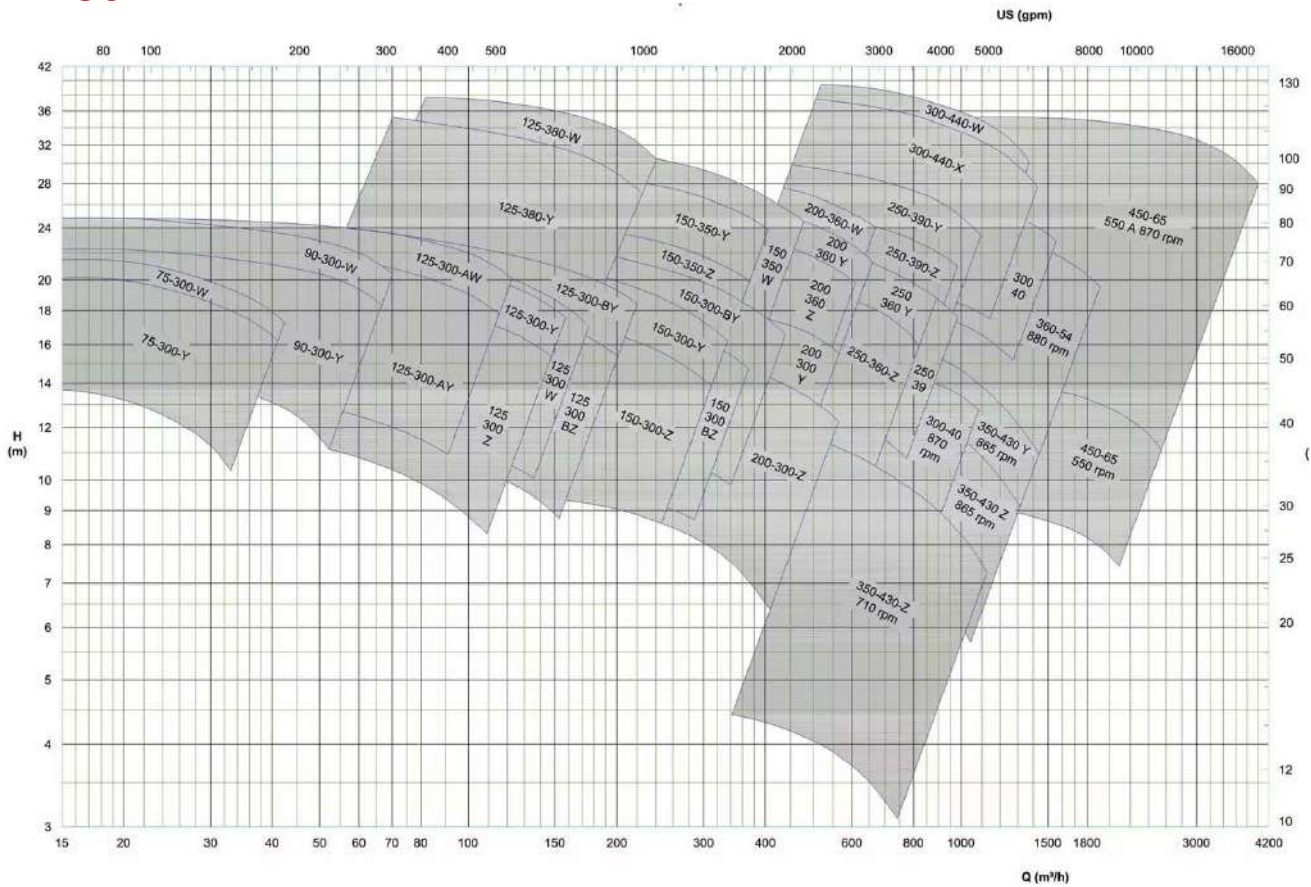 US (gpm)
80 100 200 300 400 500 1000 2000 3000 4000 5000 8000 10000 16000
42
130
36
32
100
28
90
24
80
20
70
18
60
16
50
14
12
40
H
(m)
(
10
9
30
8
25
7
6
20
5
4
12
3
10
125-380-W
125-380-Y
300-440-W
300-440-X
450-65
550 A 870 rpm
250-390-Y
200-360-W
250-390-Z
150-350-Y
150-350-Z
150
350
W
200
360 Y
200
360
Z
250
360 Y
300
40
360-54
880 rpm
75-300-W
75-300-Y
90-300-W
90-300-Y
125-300-AW
125-300-AY
125-300-BY
125-300-Y
150-300-BY
150-300-Y
125
300
W
125
300
BZ
125
300
Z
150-300-Z
150
300
BZ
200
300
Y
200-300-Z
250-360-Z
250
39
300-40
870
rpm
350-430 Y
865 rpm
350-430 Z
865 rpm
450-65
550 rpm
350-430-Z
710 rpm
15 20 30 40 50 60 70 80 100 150 200 300 400 600 800 1000 1500 1800 3000 4200
Q (m³/h)